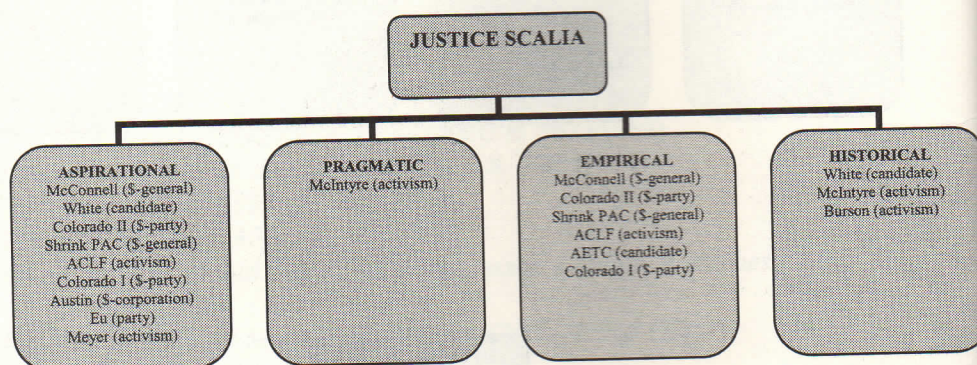 JUSTICE SCALIA
ASPIRATIONAL
McConnell ($-general)
White (candidate)
Colorado II ($-party)
Shrink PAC ($-general)
ACLF (activism)
Colorado I ($-party)
Austin ($-corporation)
Eu (party)
Meyer (activism)
PRAGMATIC
McIntyre (activism)
EMPIRICAL
McConnell ($-general)
Colorado II ($-party)
Shrink PAC ($-general)
ACLF (activism)
AETC (candidate)
Colorado I ($-party)
HISTORICAL
White (candidate)
McIntyre (activism)
Burson (activism)